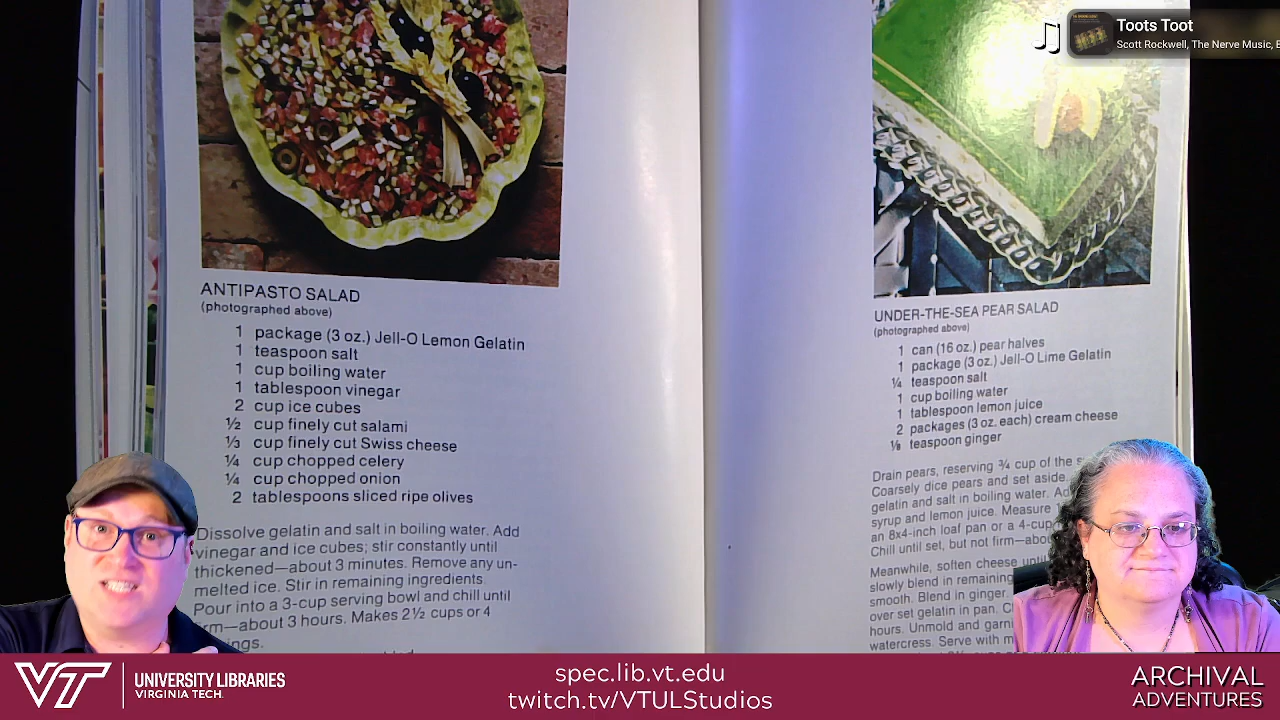 Toots Toot
Scott Rockwell, The Nerve Music,
ANTIPASTO SALAD
(photographed above)
1 package (3 oz.) Jell-O Lemon Gelatin
1 teaspoon salt
1 cup boiling water
1 tablespoon vinegar
2 cup ice cubes
½ cup finely cut salami
⅓ cup finely cut Swiss cheese
¼ cup chopped celery
¼ cup chopped onion
2 tablespoons sliced ripe olives
Dissolve gelatin and salt in boiling water. Add
vinegar and ice cubes; stir constantly until
thickened—about 3 minutes. Remove any un-
melted ice. Stir in remaining ingredients.
Pour into a 3-cup serving bowl and chill until
rm—about 3 hours. Makes 2½ cups or 4
ngs.
UNDER-THE-SEA PEAR SALAD
(photographed above)
1 can (16 oz.) pear halves
1 package (3 oz.) Jell-O Lime Gelatin
¼ teaspoon salt
1 cup boiling water
1 tablespoon lemon juice
2 packages (3 oz. each) cream cheese
⅛ teaspoon ginger
Drain pears, reserving ¾ cup of the
Coarsely dice pears and set aside.
gelatin and salt in boiling water.
syrup and lemon juice. Measure
an 8x4-inch loaf pan or a 4-cup
Chill until set, but not firm—
Meanwhile, soften cheese
slowly blend in remaining
smooth. Blend in ginger.
over set gelatin in pan.
hours. Unmold and
watercress. Serve with
VT UNIVERSITY LIBRARIES
VIRGINIA TECH.
spec.lib.vt.edu
twitch.tv/VTULStudios
ARCHIVAL
ADVENTURES